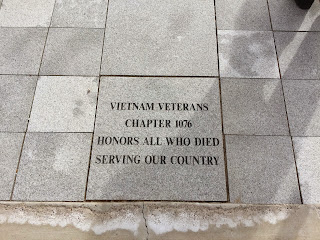 VIETNAM VETERANS
CHAPTER 1076
HONORS ALL WHO DIED
SERVING OUR COUNTRY